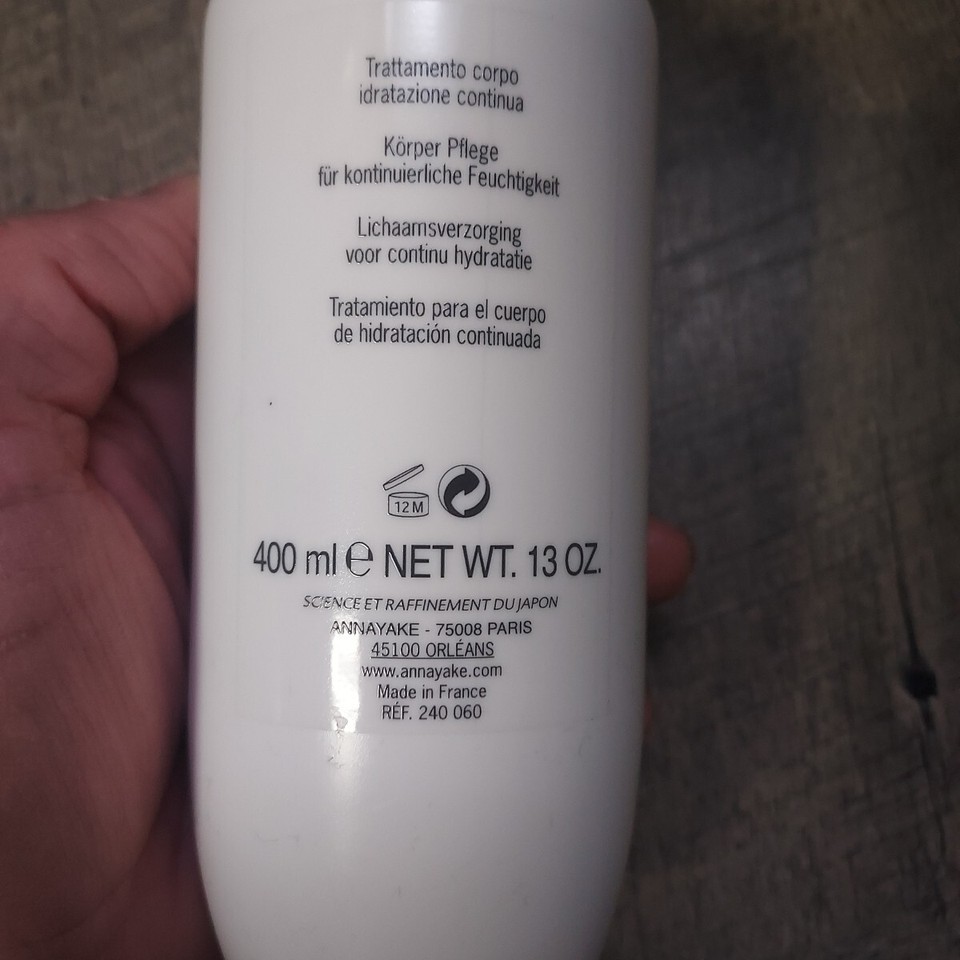 Trattamento corpo
idratazione continua
Körper Pflege
für kontinuierliche Feuchtigkeit
Lichaamsverzorging
voor continu hydratatie
Tratamiento para el cuerpo
de hidratación continuada
12 M
400 ml ℮ NET WT. 13 OZ.
SCIENCE ET RAFFINEMENT DU JAPON
ANNAYAKE - 75008 PARIS
45100 ORLÉANS
www.annayake.com
Made in France
RÉF. 240 060